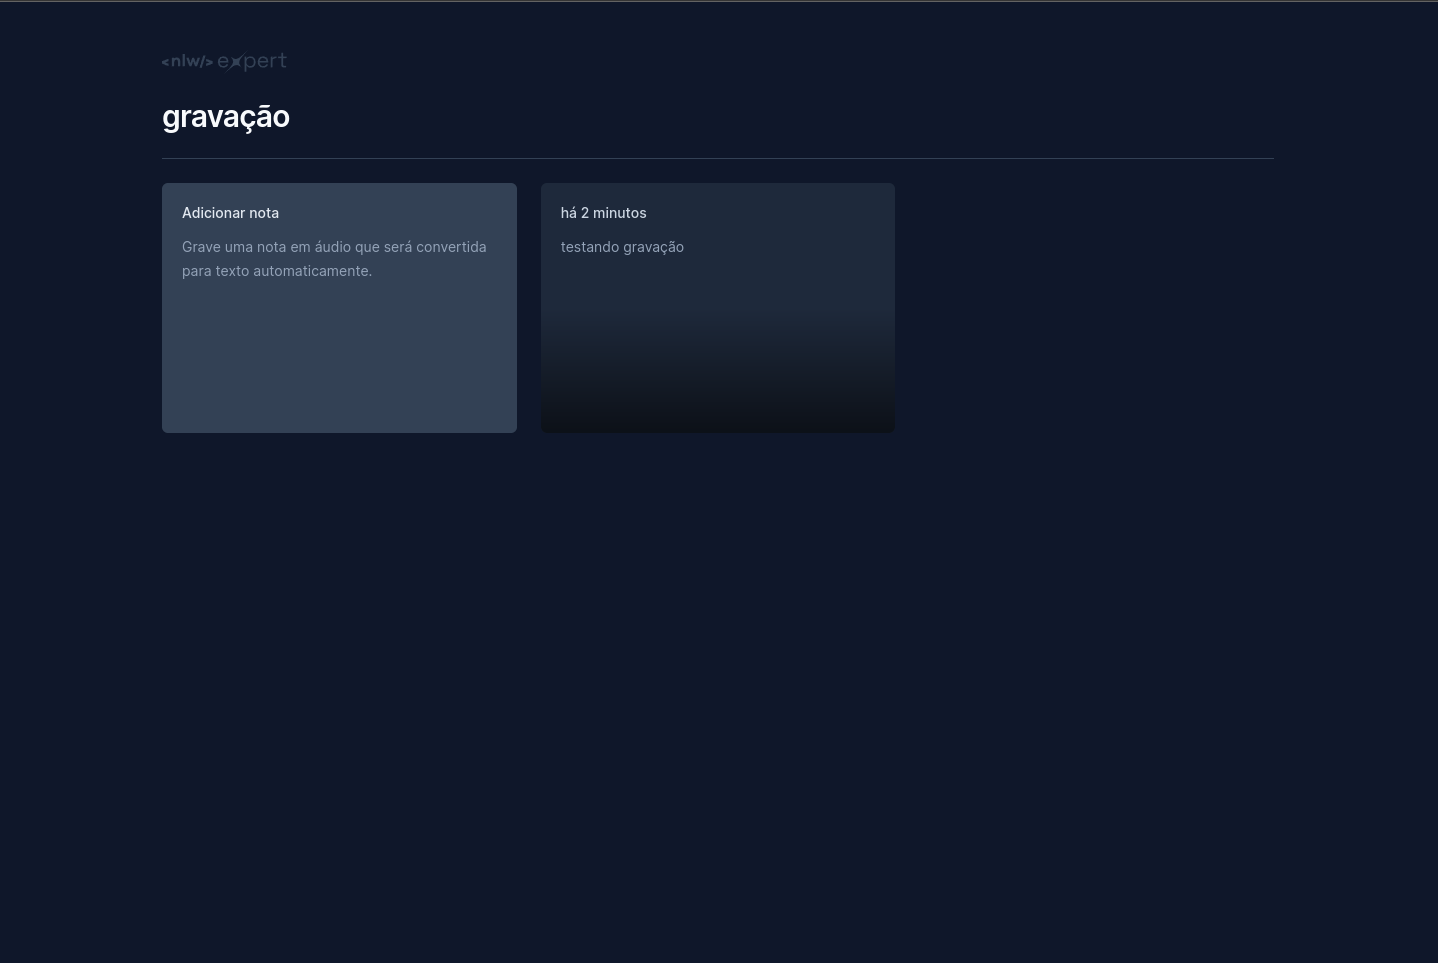 <nlw/> expert
gravação
Adicionar nota
Grave uma nota em áudio que será convertida
para texto automaticamente.
há 2 minutos
testando gravação